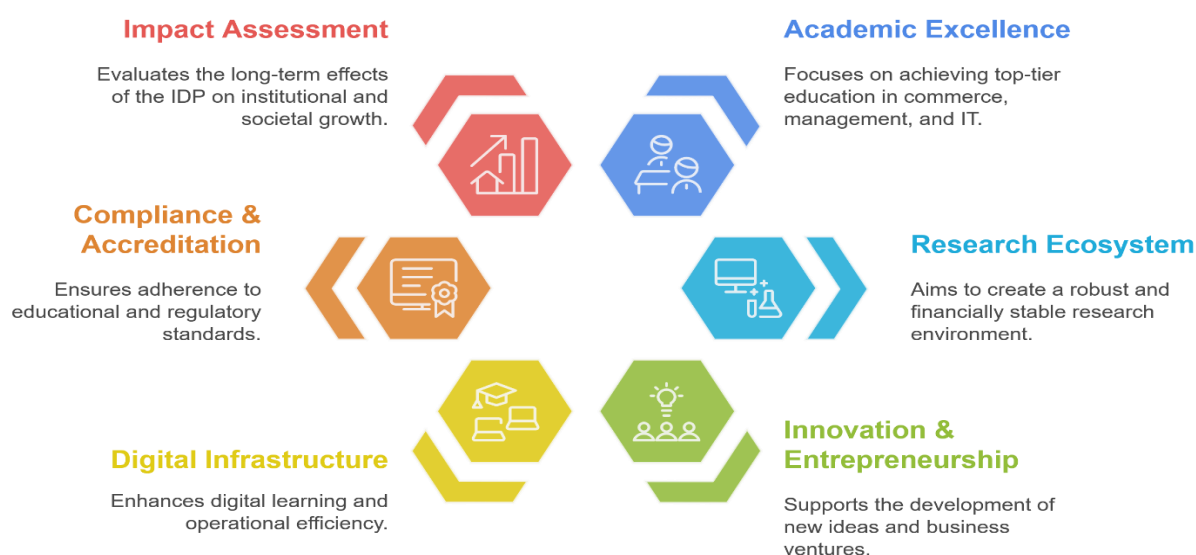 Impact Assessment
Evaluates the long-term effects
of the IDP on institutional and
societal growth.
Academic Excellence
Focuses on achieving top-tier
education in commerce,
management, and IT.
Compliance &
Accreditation
Ensures adherence to
educational and regulatory
standards.
Research Ecosystem
Aims to create a robust and
financially stable research
environment.
Digital Infrastructure
Enhances digital learning and
operational efficiency.
Innovation &
Entrepreneurship
Supports the development of
new ideas and business
ventures.